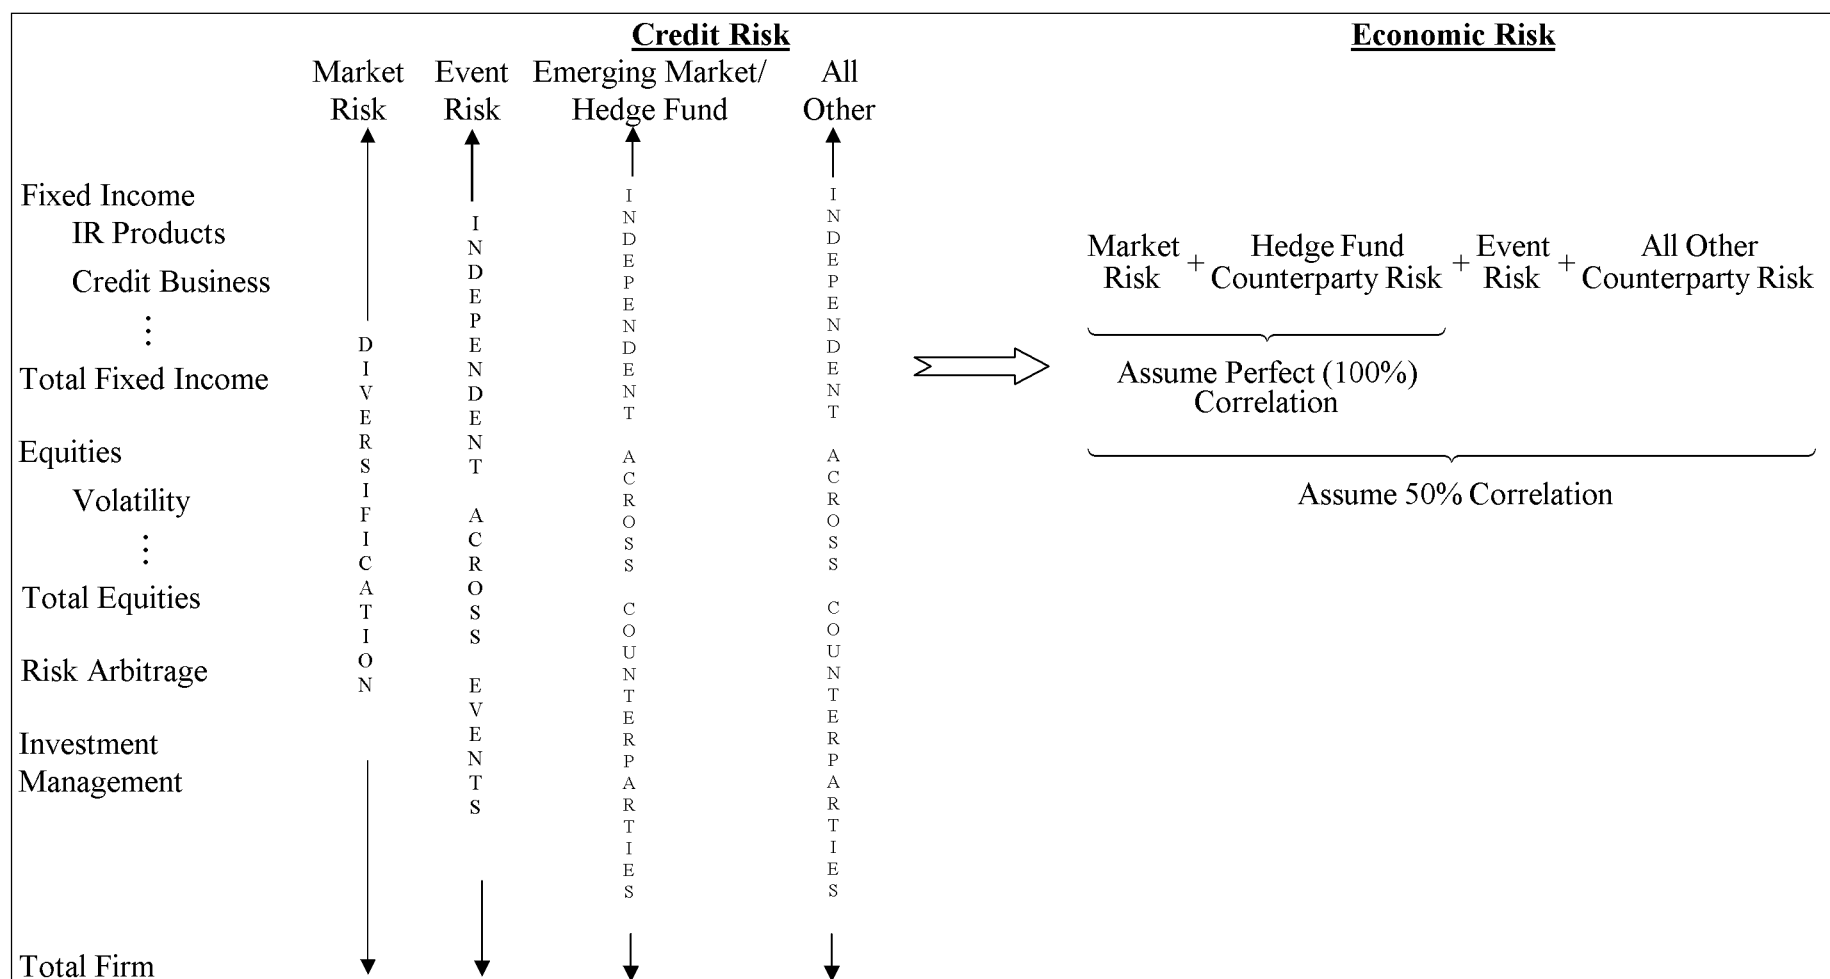 Credit Risk
Economic Risk
Market Risk
Event Risk
Emerging Market/ Hedge Fund
All Other
Fixed Income
IR Products
Credit Business
Total Fixed Income
Equities
Volatility
Total Equities
Risk Arbitrage
Investment
Management
Total Firm
DIVERSIFICATION
INDEPENDENT ACROSS EVENTS
INDEPENDENT ACROSS COUNTERPARTIES
INDEPENDENT ACROSS COUNTERPARTIES
Market Risk + Hedge Fund Counterparty Risk + Event Risk + All Other Counterparty Risk
Assume Perfect (100%)
Correlation
Assume 50% Correlation